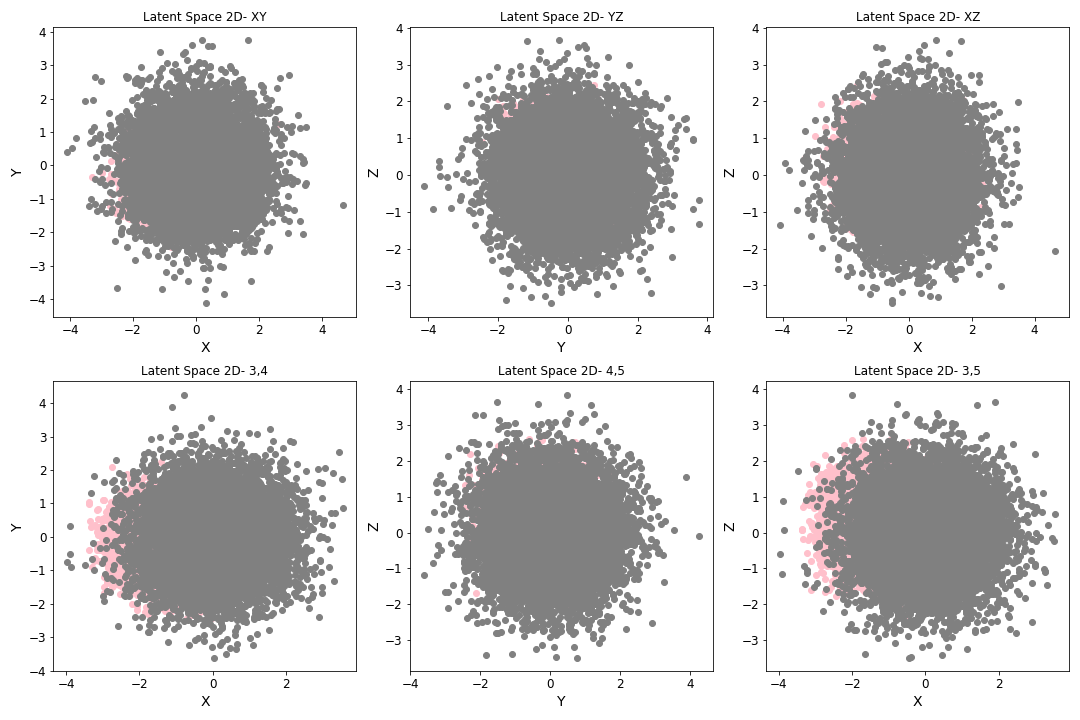 Latent Space 2D- XY
Latent Space 2D- YZ
Latent Space 2D- XZ
4
3
2
1
0
−1
−2
−3
−4
Y
−4 −2 0 2 4
X
4
3
2
1
0
−1
−2
−3
Z
−4 −2 0 2 4
Y
4
3
2
1
0
−1
−2
−3
Z
−4 −2 0 2 4
X
Latent Space 2D- 3,4
Latent Space 2D- 4,5
Latent Space 2D- 3,5
4
3
2
1
0
−1
−2
−3
−4
Y
−4 −2 0 2
X
4
3
2
1
0
−1
−2
−3
Z
−4 −2 0 2 4
Y
4
3
2
1
0
−1
−2
−3
Z
−4 −2 0 2
X